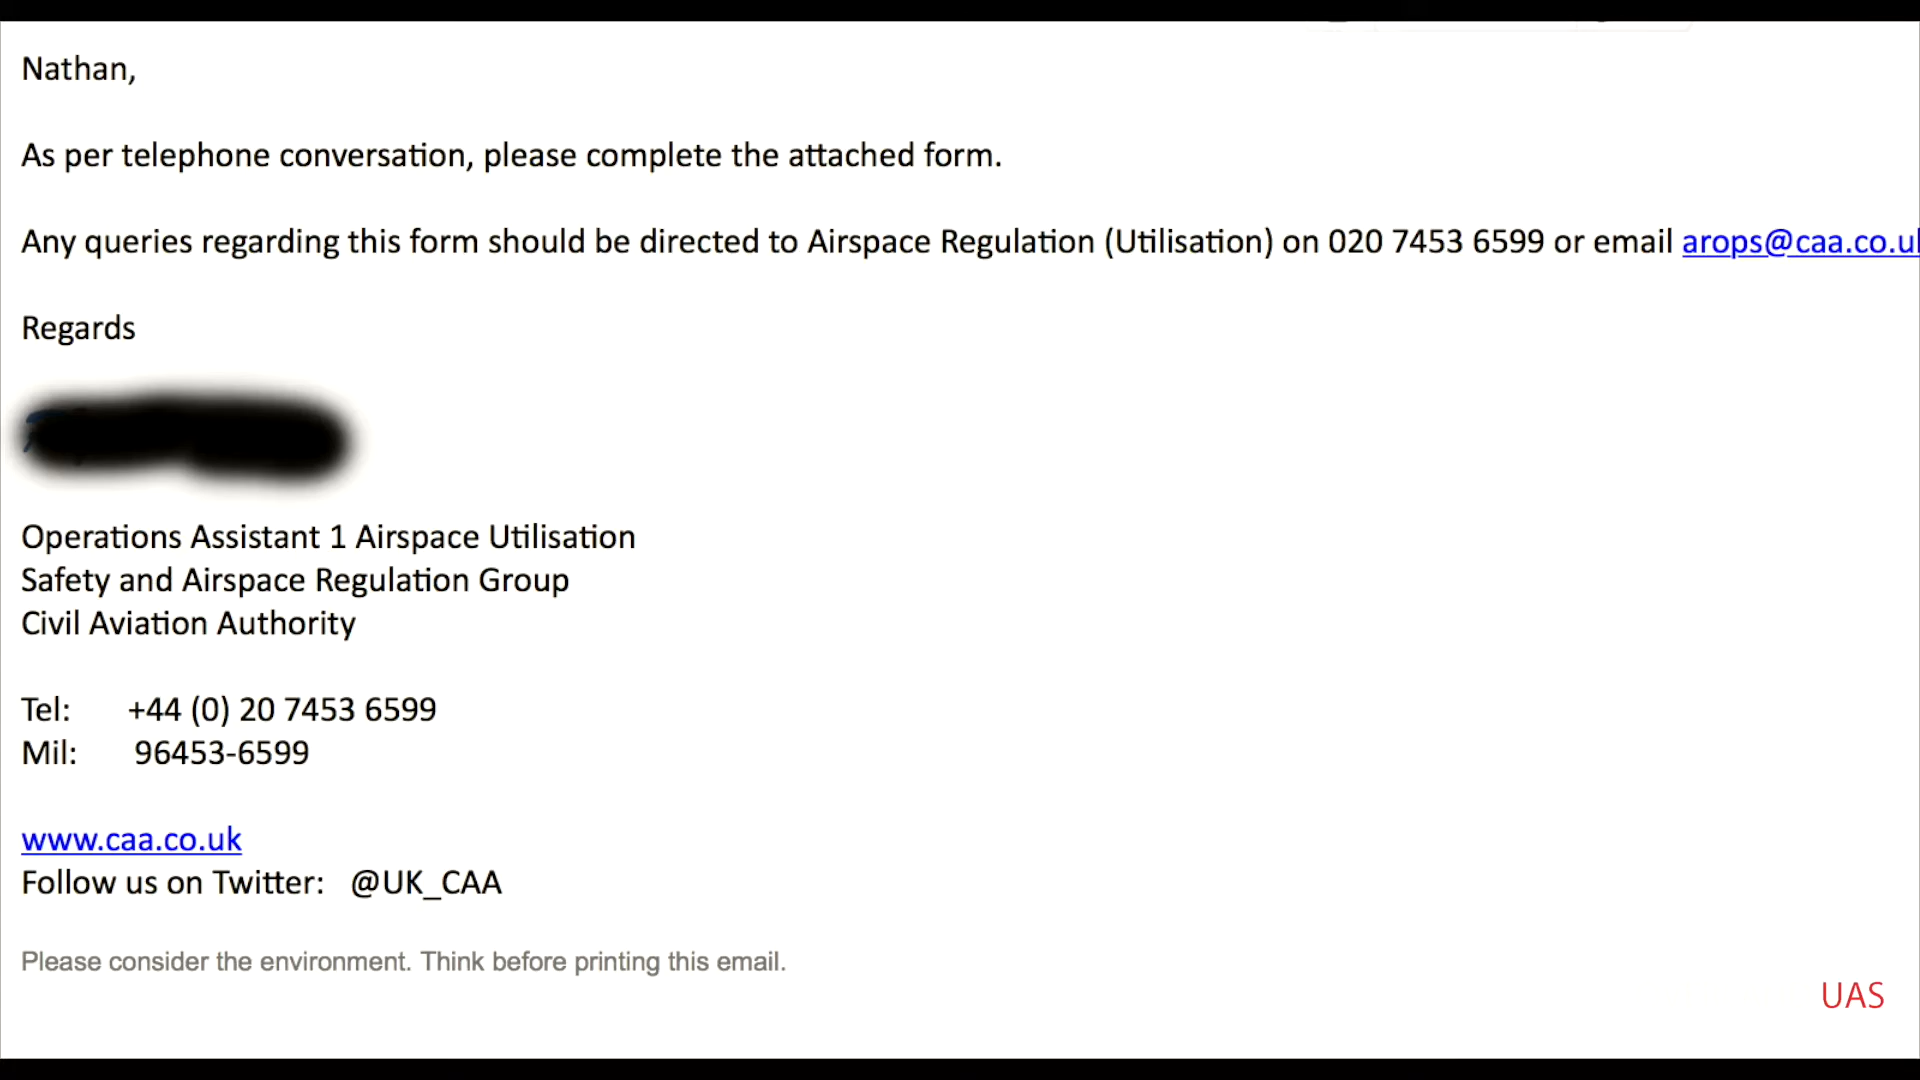 Nathan,
As per telephone conversation, please complete the attached form.
Any queries regarding this form should be directed to Airspace Regulation (Utilisation) on 020 7453 6599 or email arops@caa.co.uk
Regards
Operations Assistant 1 Airspace Utilisation
Safety and Airspace Regulation Group
Civil Aviation Authority
Tel: +44 (0) 20 7453 6599
Mil: 96453-6599
www.caa.co.uk
Follow us on Twitter: @UK_CAA
Please consider the environment. Think before printing this email.
UAS